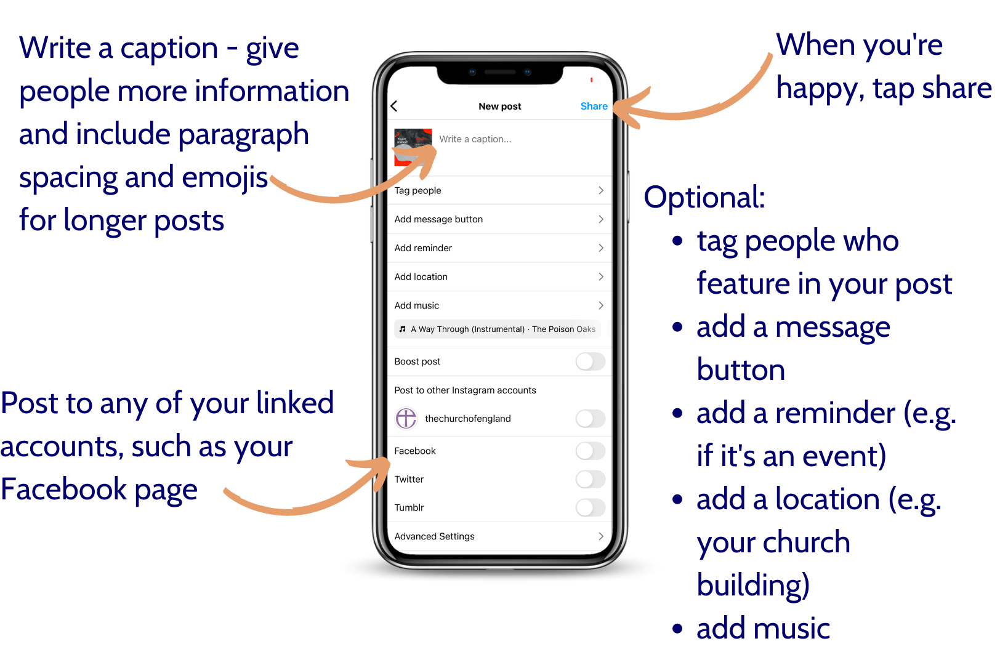 Write a caption - give
people more information
and include paragraph
spacing and emojis
for longer posts
Post to any of your linked
accounts, such as your
Facebook page
New post
Share
You're
invited!
Write a caption...
Tag people
Add message button
Add reminder
Add location
Add music
A Way Through (Instrumental) · The Poison Oaks
Boost post
Post to other Instagram accounts
thechurchofengland
Facebook
Twitter
Tumblr
Advanced Settings
When you're
happy, tap share
Optional:
• tag people who
feature in your post
• add a message
button
• add a reminder (e.g.
if it's an event)
• add a location (e.g.
your church
building)
• add music